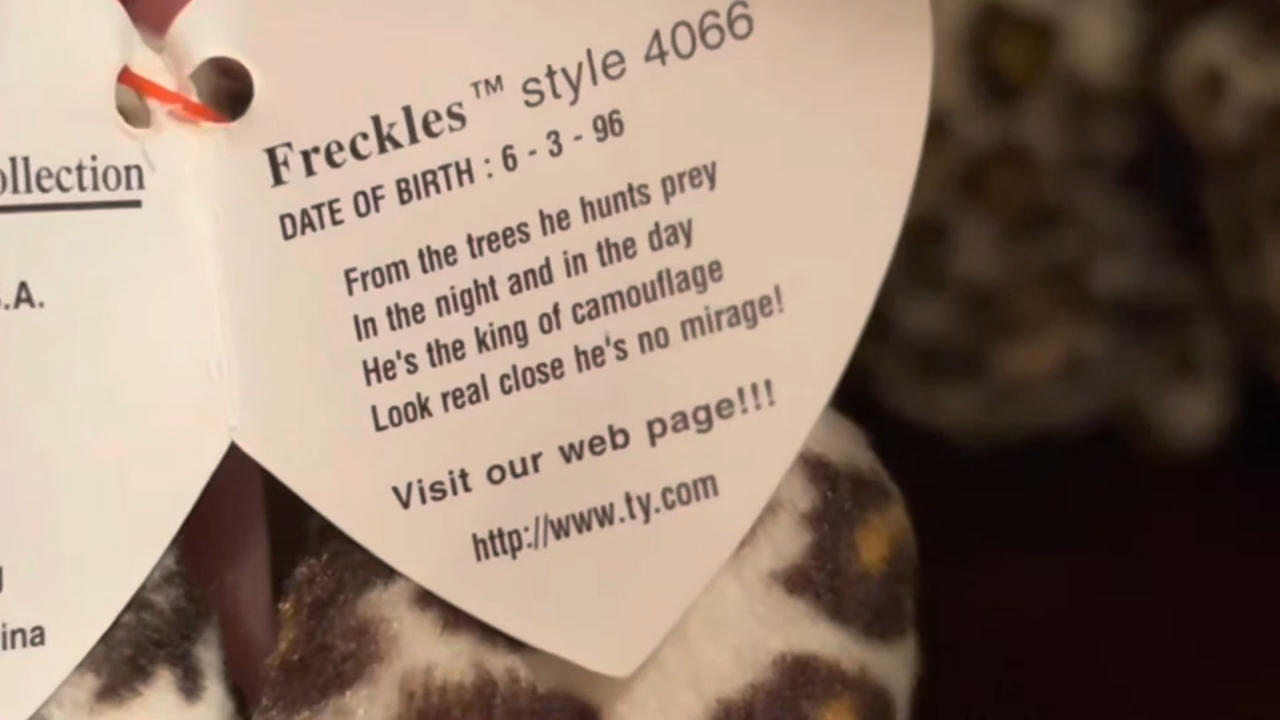 Freckles™ style 4066
DATE OF BIRTH : 6 - 3 - 96
From the trees he hunts prey
In the night and in the day
He's the king of camouflage
Look real close he's no mirage!
Visit our web page!!!
http://www.ty.com